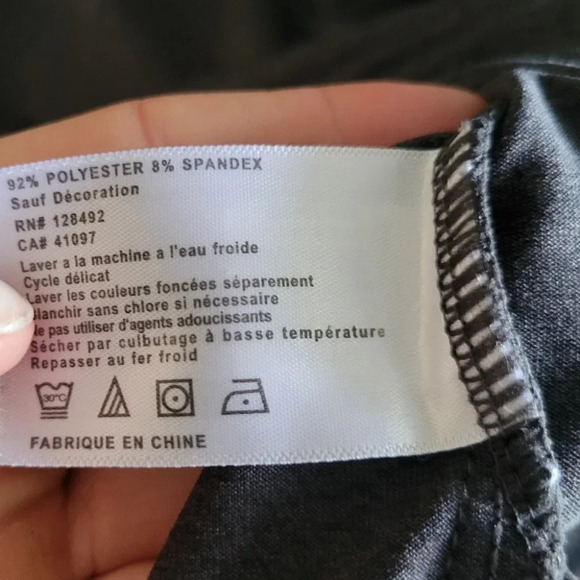 92% POLYESTER 8% SPANDEX
Sauf Décoration
RN# 128492
CA# 41097
Laver a la machine a l'eau froide
Cycle délicat
Laver les couleurs foncées séparement
lanchir sans chlore si nécessaire
e pas utiliser d'agents adoucissants
Sécher par culbutage à basse température
Repasser au fer froid
30°C
FABRIQUE EN CHINE